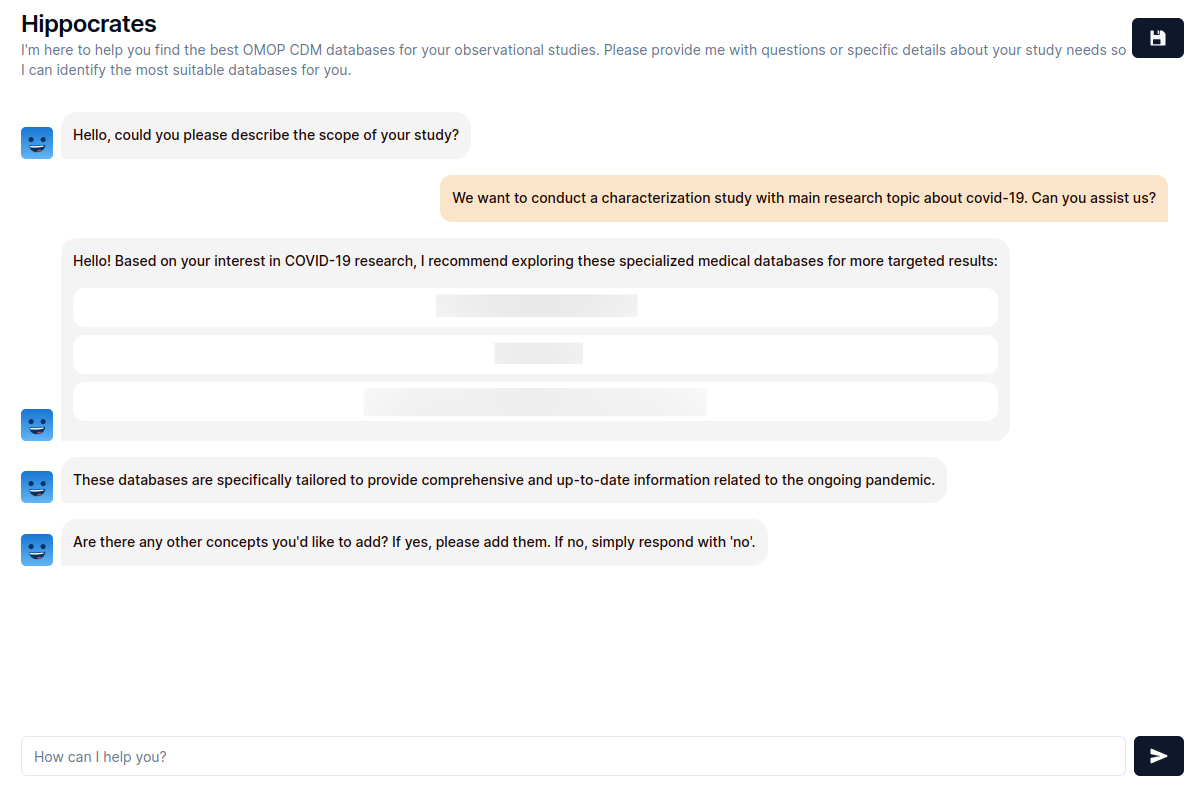 Hippocrates
I'm here to help you find the best OMOP CDM databases for your observational studies. Please provide me with questions or specific details about your study needs so
I can identify the most suitable databases for you.
Hello, could you please describe the scope of your study?
We want to conduct a characterization study with main research topic about covid-19. Can you assist us?
Hello! Based on your interest in COVID-19 research, I recommend exploring these specialized medical databases for more targeted results:
These databases are specifically tailored to provide comprehensive and up-to-date information related to the ongoing pandemic.
Are there any other concepts you'd like to add? If yes, please add them. If no, simply respond with 'no'.
How can I help you?